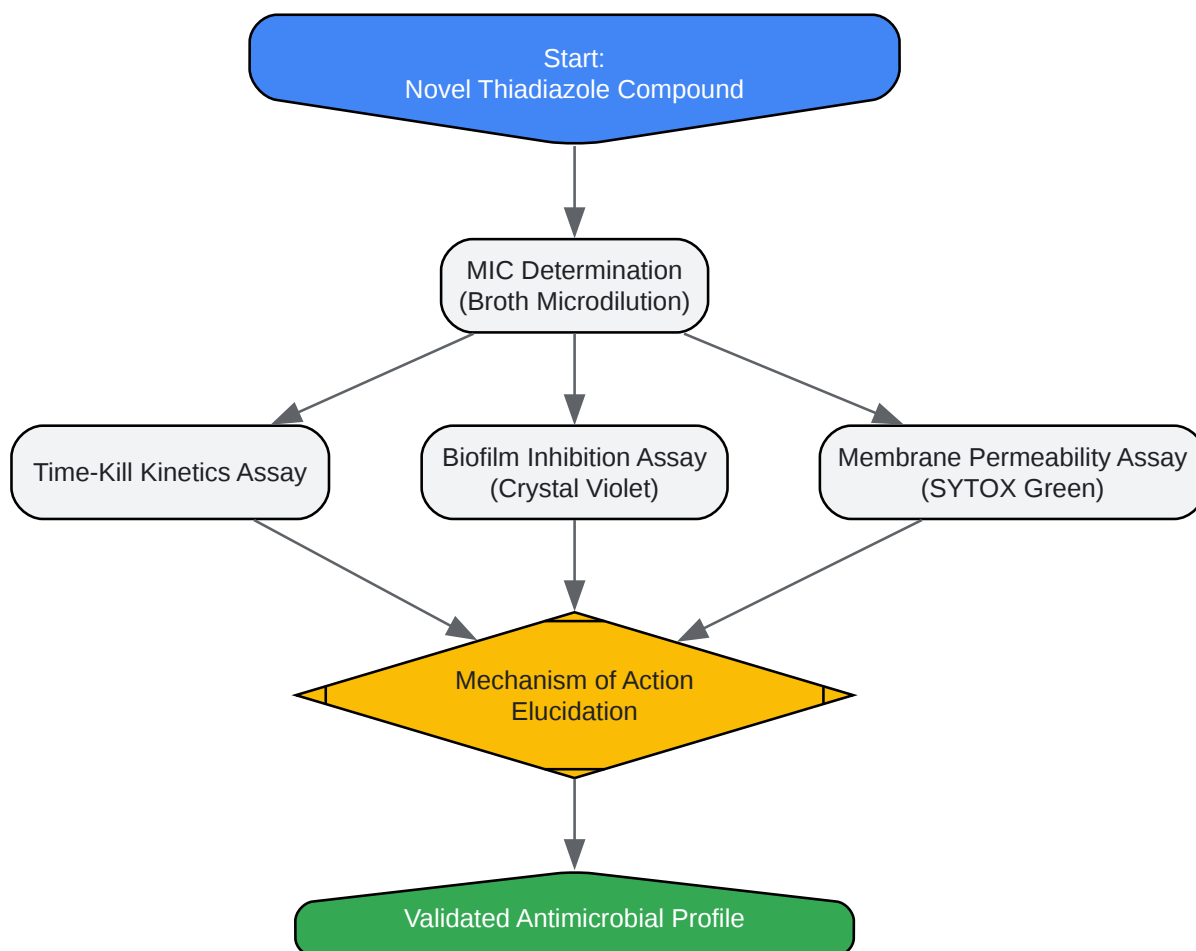 Start:
Novel Thiadiazole Compound
MIC Determination
(Broth Microdilution)
Time-Kill Kinetics Assay
Biofilm Inhibition Assay
(Crystal Violet)
Membrane Permeability Assay
(SYTOX Green)
Mechanism of Action
Elucidation
Validated Antimicrobial Profile